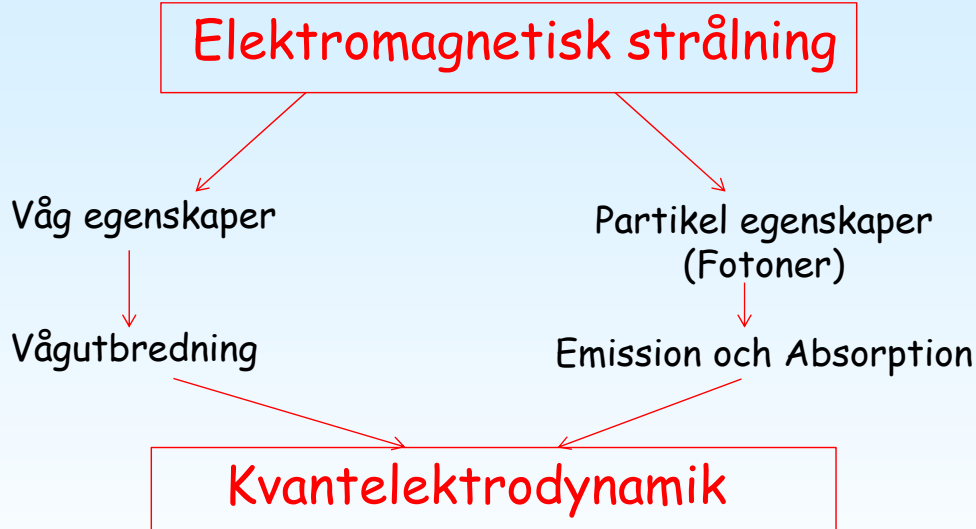 Elektromagnetisk strålning
Våg egenskaper
Partikel egenskaper
(Fotoner)
Vågutbredning
Emission och Absorption
Kvantelektrodynamik